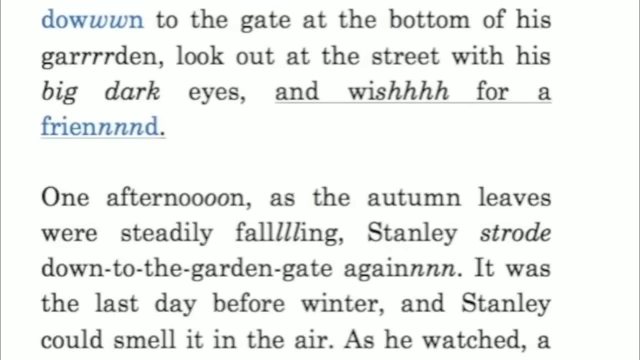 dowwwn to the gate at the bottom of his
garrrrden, look out at the street with his
big dark eyes, and wishhhh for a
friennnnd.
One afternoooon, as the autumn leaves
were steadily falllling, Stanley strode
down-to-the-garden-gate againnnn. It was
the last day before winter, and Stanley
could smell it in the air. As he watched, a